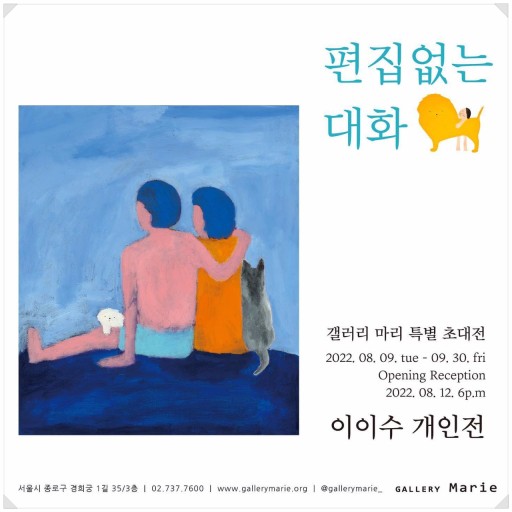 편집없는
대화
갤러리 마리 특별 초대전
2022. 08. 09. tue - 09. 30. fri
Opening Reception
2022. 08. 12. 6p.m
이이수 개인전
서울시 종로구 경희궁 1길 35/3층 | 02.737.7600 | www.gallerymarie.org | @gallerymarie_ GALLERY Marie